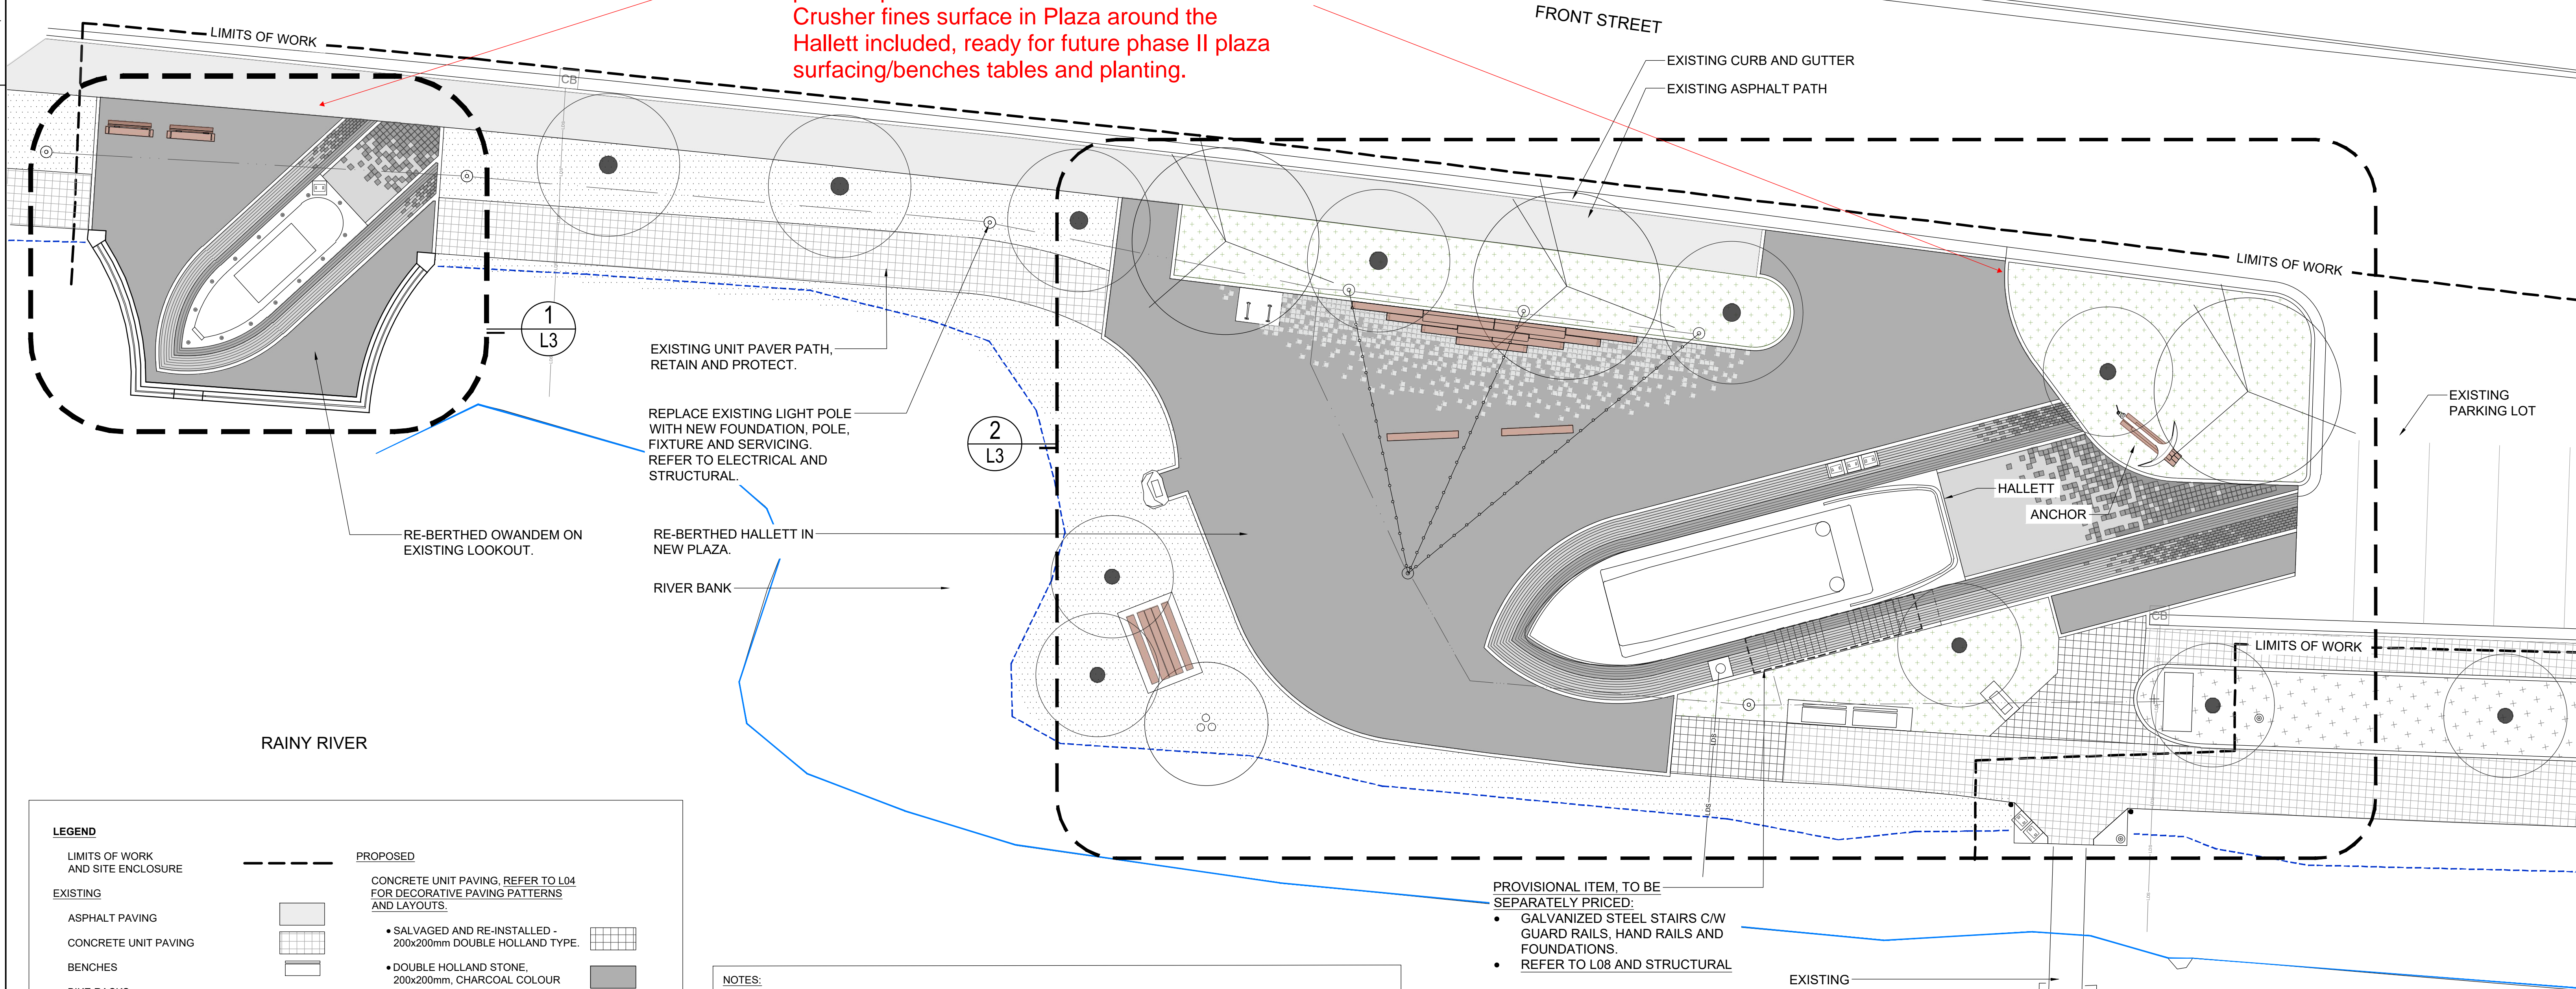 Crusher fines surface in Plaza around the
Hallett included, ready for future phase II plaza
surfacing/benches tables and planting.
FRONT STREET
LIMITS OF WORK
CB
EXISTING CURB AND GUTTER
EXISTING ASPHALT PATH
LIMITS OF WORK
1
L3
EXISTING UNIT PAVER PATH,
RETAIN AND PROTECT.
REPLACE EXISTING LIGHT POLE
WITH NEW FOUNDATION, POLE,
FIXTURE AND SERVICING.
REFER TO ELECTRICAL AND
STRUCTURAL.
2
L3
EXISTING
PARKING LOT
HALLETT
ANCHOR
RE-BERTHED OWANDEM ON
EXISTING LOOKOUT.
RE-BERTHED HALLETT IN
NEW PLAZA.
RIVER BANK
CB
LIMITS OF WORK
RAINY RIVER
LDS
LDS
PROVISIONAL ITEM, TO BE
SEPARATELY PRICED:
• GALVANIZED STEEL STAIRS C/W
GUARD RAILS, HAND RAILS AND
FOUNDATIONS.
• REFER TO L08 AND STRUCTURAL
EXISTING
LEGEND
LIMITS OF WORK
AND SITE ENCLOSURE
EXISTING
ASPHALT PAVING
CONCRETE UNIT PAVING
BENCHES
PROPOSED
CONCRETE UNIT PAVING, REFER TO L04
FOR DECORATIVE PAVING PATTERNS
AND LAYOUTS.
• SALVAGED AND RE-INSTALLED -
200x200mm DOUBLE HOLLAND TYPE.
• DOUBLE HOLLAND STONE,
200x200mm, CHARCOAL COLOUR
NOTES: